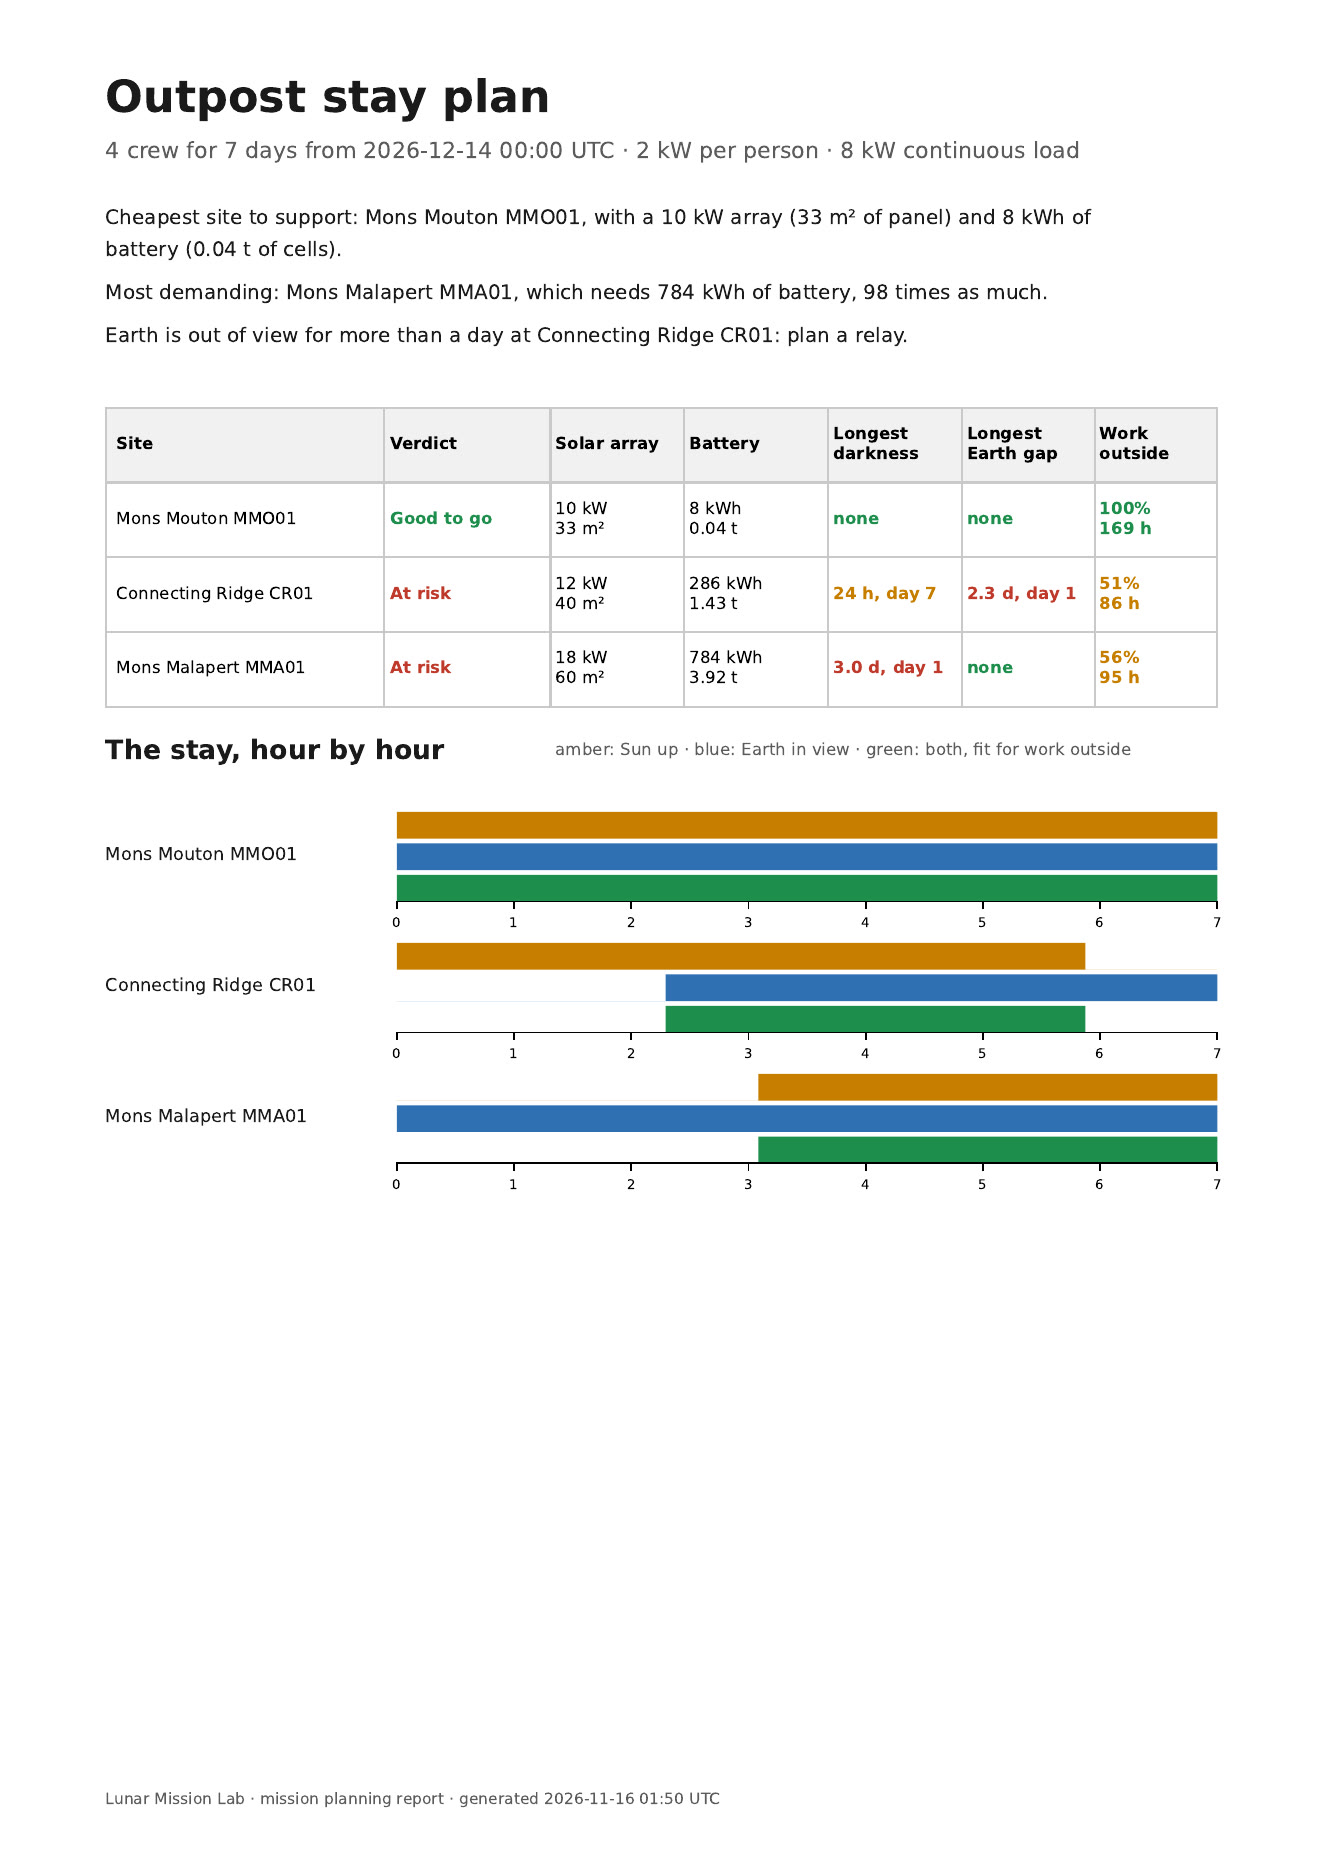 Outpost stay plan
4 crew for 7 days from 2026-12-14 00:00 UTC · 2 kW per person · 8 kW continuous load
Cheapest site to support: Mons Mouton MMO01, with a 10 kW array (33 m² of panel) and 8 kWh of
battery (0.04 t of cells).
Most demanding: Mons Malapert MMA01, which needs 784 kWh of battery, 98 times as much.
Earth is out of view for more than a day at Connecting Ridge CR01: plan a relay.
Site Verdict Solar array Battery Longest darkness Longest Earth gap Work outside
Mons Mouton MMO01 Good to go 10 kW 33 m² 8 kWh 0.04 t none none 100% 169 h
Connecting Ridge CR01 At risk 12 kW 40 m² 286 kWh 1.43 t 24 h, day 7 2.3 d, day 1 51% 86 h
Mons Malapert MMA01 At risk 18 kW 60 m² 784 kWh 3.92 t 3.0 d, day 1 none 56% 95 h
The stay, hour by hour amber: Sun up · blue: Earth in view · green: both, fit for work outside
Mons Mouton MMO01
0 1 2 3 4 5 6 7
Connecting Ridge CR01
0 1 2 3 4 5 6 7
Mons Malapert MMA01
0 1 2 3 4 5 6 7
Lunar Mission Lab · mission planning report · generated 2026-11-16 01:50 UTC